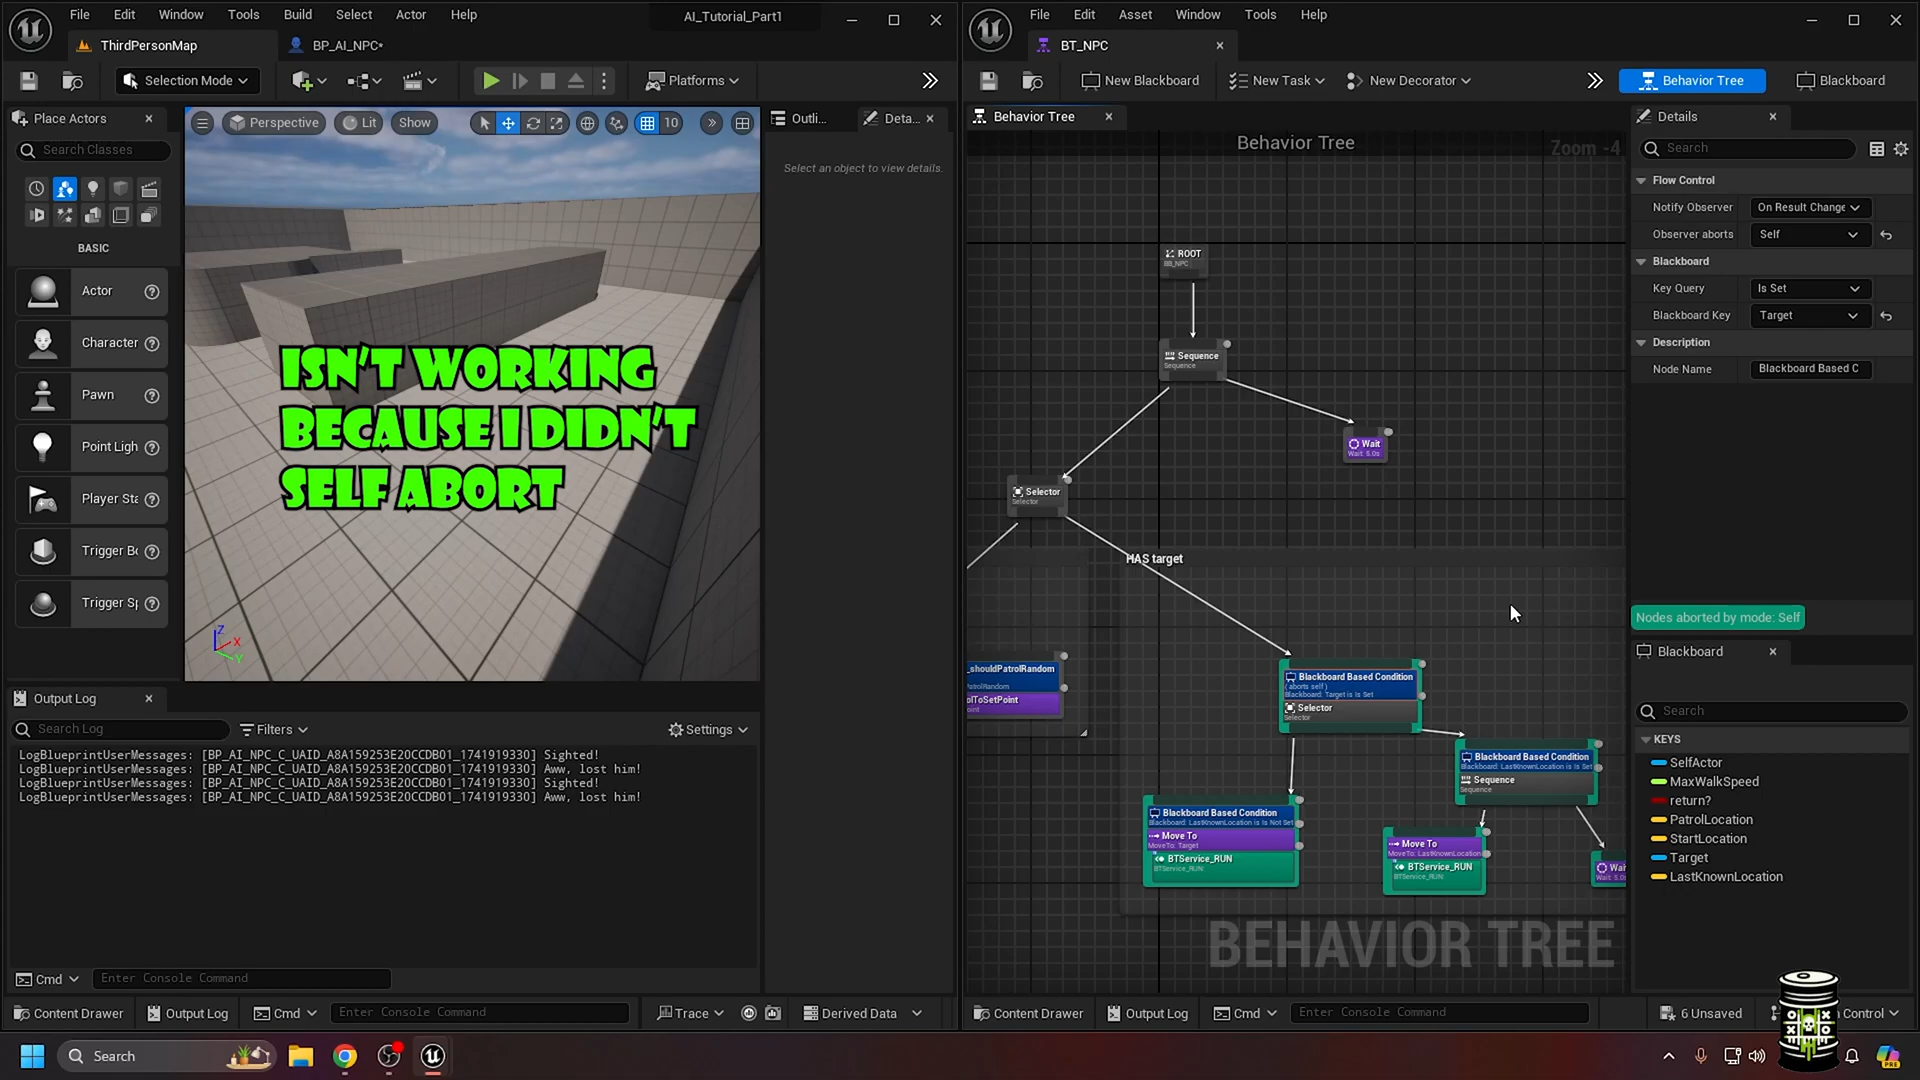 File Edit Window Tools Build Select Actor Help
AI_Tutorial_Part1
ThirdPersonMap
BP_AI_NPC*
Selection Mode
Platforms
Place Actors
Search Classes
BASIC
Actor
Character
Pawn
Point Ligh
Player Sta
Trigger Bo
Trigger Sp
Perspective
Lit
Show
10
ISN'T WORKING
BECAUSE I DIDN'T
SELF ABORT
Z
X
Y
Outli...
Deta...
Select an object to view details.
Output Log
Search Log
Filters
Settings
LogBlueprintUserMessages: [BP_AI_NPC_C_UAID_A8A159253E20CCDB01_1741919330] Sighted!
LogBlueprintUserMessages: [BP_AI_NPC_C_UAID_A8A159253E20CCDB01_1741919330] Aww, lost him!
LogBlueprintUserMessages: [BP_AI_NPC_C_UAID_A8A159253E20CCDB01_1741919330] Sighted!
LogBlueprintUserMessages: [BP_AI_NPC_C_UAID_A8A159253E20CCDB01_1741919330] Aww, lost him!
Cmd
Enter Console Command
Content Drawer
Output Log
Cmd
Enter Console Command
Trace
Derived Data
File Edit Asset Window Tools Help
BT_NPC
New Blackboard
New Task
New Decorator
Behavior Tree
Blackboard
Behavior Tree
Behavior Tree
Zoom -4
ROOT
BB_NPC
Sequence
Sequence
Wait
Wait: 5.0s
Selector
Selector
HAS target
_shouldPatrolRandom
PatrolRandom
olToSetPoint
Blackboard Based Condition
( aborts self )
Blackboard: Target is Is Set
Selector
Selector
Blackboard Based Condition
Blackboard: LastKnownLocation is Is Set
Sequence
Sequence
Blackboard Based Condition
Blackboard: LastKnownLocation is Is Not Set
Move To
MoveTo: Target
BTService_RUN
BTService_RUN:
Move To
MoveTo: LastKnownLocation
BTService_RUN
BTService_RUN:
Wai
Wait: 5.0s
BEHAVIOR TREE
Details
Search
Flow Control
Notify Observer
On Result Change
Observer aborts
Self
Blackboard
Key Query
Is Set
Blackboard Key
Target
Description
Node Name
Blackboard Based C
Nodes aborted by mode: Self
Blackboard
Search
KEYS
SelfActor
MaxWalkSpeed
return?
PatrolLocation
StartLocation
Target
LastKnownLocation
Content Drawer
Output Log
Cmd
Enter Console Command
6 Unsaved
Control
Search
PRE